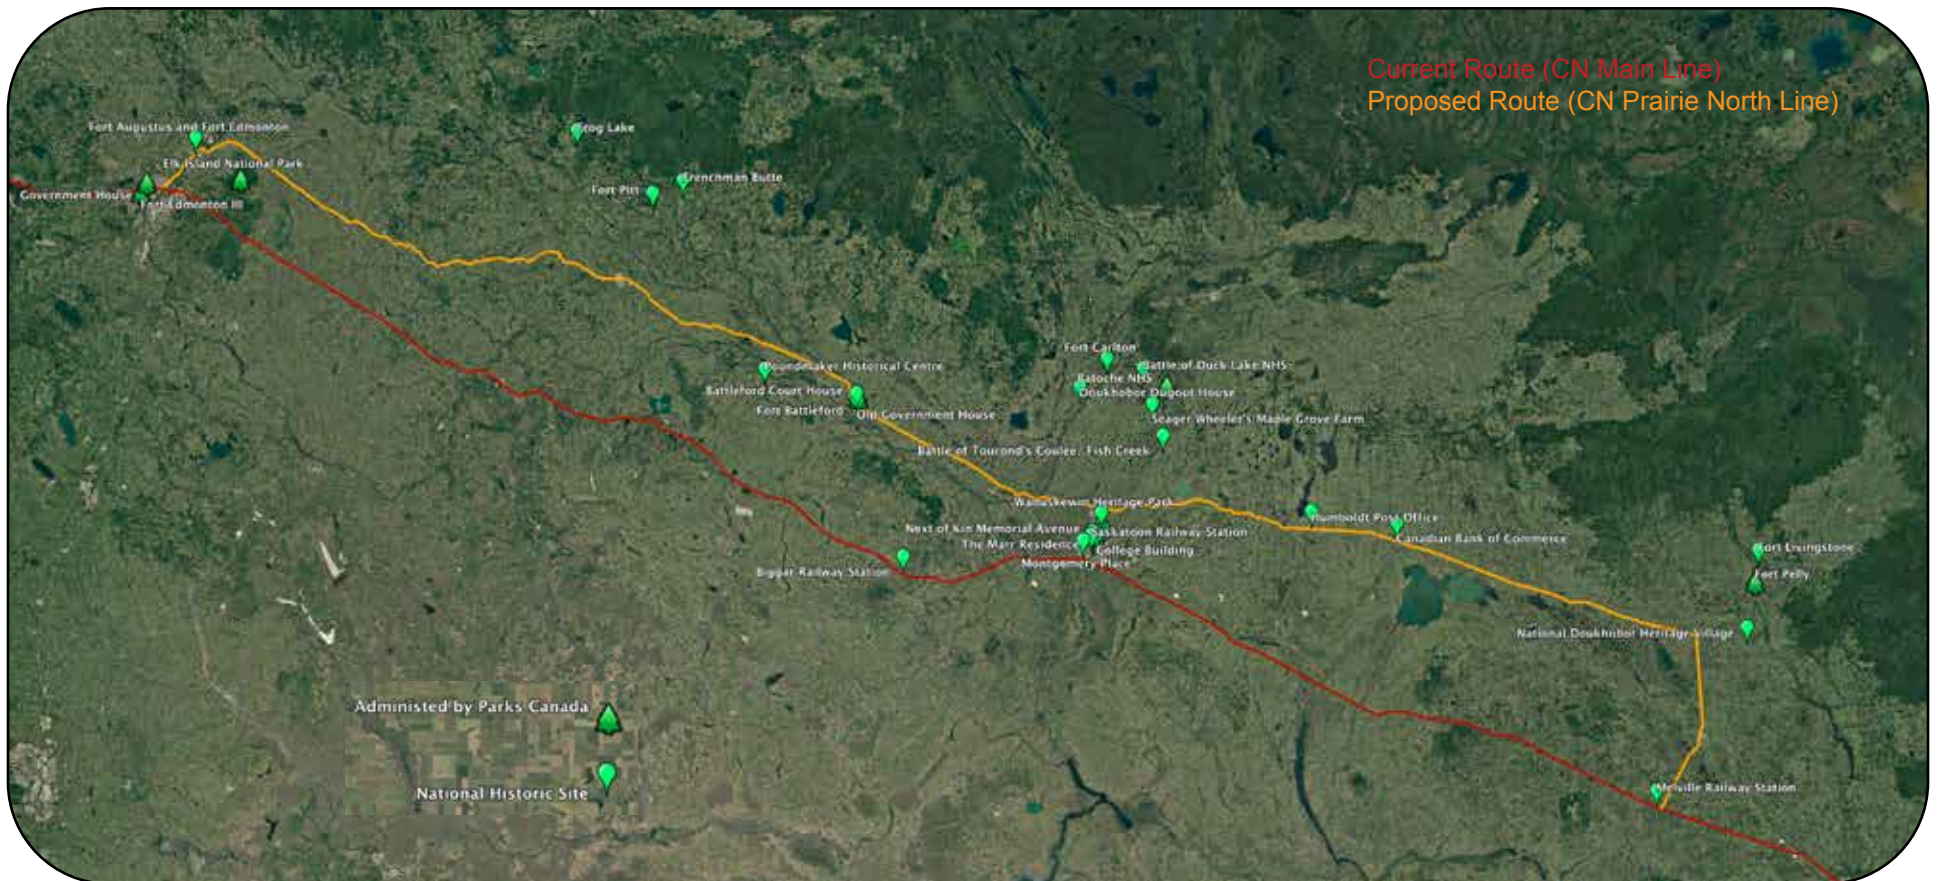 Current Route (CN Main Line)
Proposed Route (CN Prairie North Line)
Fort Augustus and Fort Edmonton
Frog Lake
Elk Island National Park
Government House
Fort Edmonton III
Fort Pitt
Frenchman Butte
Fort Carlton
Battle of Duck Lake NHS
Poundmaker Historical Centre
Batoche NHS
Battleford Court House
Doukhobor Dugout House
Fort Battleford
Old Government House
Seager Wheeler's Maple Grove Farm
Battle of Tourond's Coulee/ Fish Creek
Wanuskewin Heritage Park
Humboldt Post Office
Next of Kin Memorial Avenue
Saskatoon Railway Station
Canadian Bank of Commerce
The Marr Residence
College Building
Fort Livingstone
Montgomery Place
Biggar Railway Station
Fort Pelly
National Doukhobor Heritage Village
Administed by Parks Canada
National Historic Site
Melville Railway Station